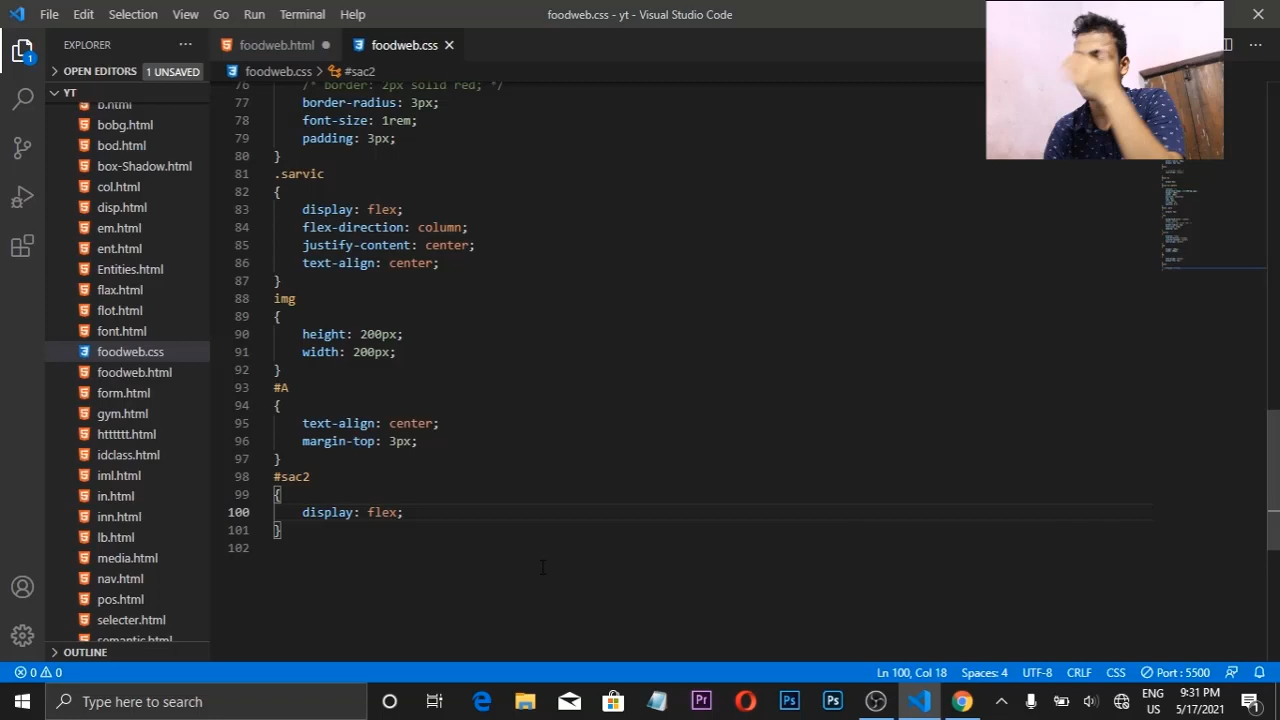 File Edit Selection View Go Run Terminal Help
foodweb.css - yt - Visual Studio Code
EXPLORER
OPEN EDITORS 1 UNSAVED
YT
b.html
bobg.html
bod.html
box-Shadow.html
col.html
disp.html
em.html
ent.html
Entities.html
flax.html
flot.html
font.html
foodweb.css
foodweb.html
form.html
gym.html
htttttt.html
idclass.html
iml.html
in.html
inn.html
lb.html
media.html
nav.html
pos.html
selecter.html
semantic.html
OUTLINE
foodweb.html
foodweb.css
foodweb.css > #sac2
76 /* border: 2px solid red; */
77 border-radius: 3px;
78 font-size: 1rem;
79 padding: 3px;
80 }
81 .sarvic
82 {
83 display: flex;
84 flex-direction: column;
85 justify-content: center;
86 text-align: center;
87 }
88 img
89 {
90 height: 200px;
91 width: 200px;
92 }
93 #A
94 {
95 text-align: center;
96 margin-top: 3px;
97 }
98 #sac2
99 {
100 display: flex;
101 }
102
0 0
Ln 100, Col 18 Spaces: 4 UTF-8 CRLF CSS Port : 5500
Type here to search
ENG
US
9:31 PM
5/17/2021